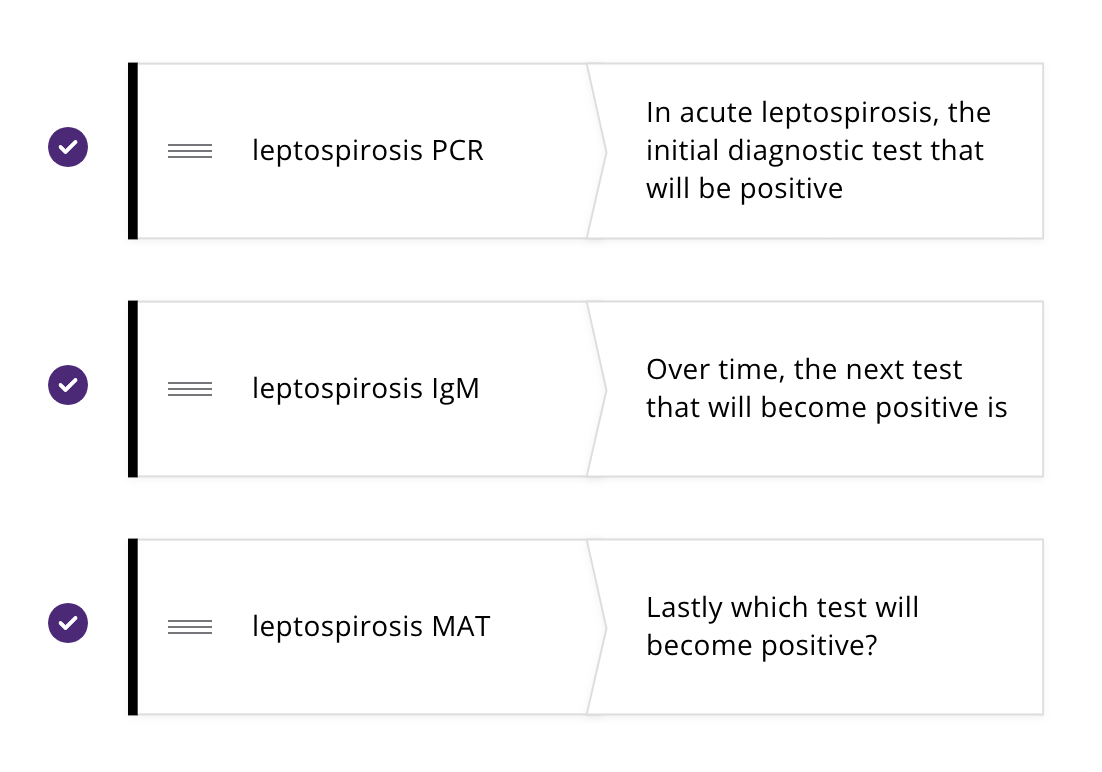 leptospirosis PCR
In acute leptospirosis, the
initial diagnostic test that
will be positive
leptospirosis IgM
Over time, the next test
that will become positive is
leptospirosis MAT
Lastly which test will
become positive?